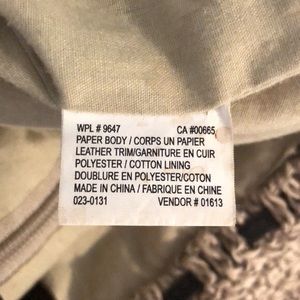 WPL # 9647 CA #00665
PAPER BODY / CORPS UN PAPIER
LEATHER TRIM/GARNITURE EN CUIR
POLYESTER / COTTON LINING
DOUBLURE EN POLYESTER/COTON
MADE IN CHINA / FABRIQUE EN CHINE
023-0131 VENDOR # 01613